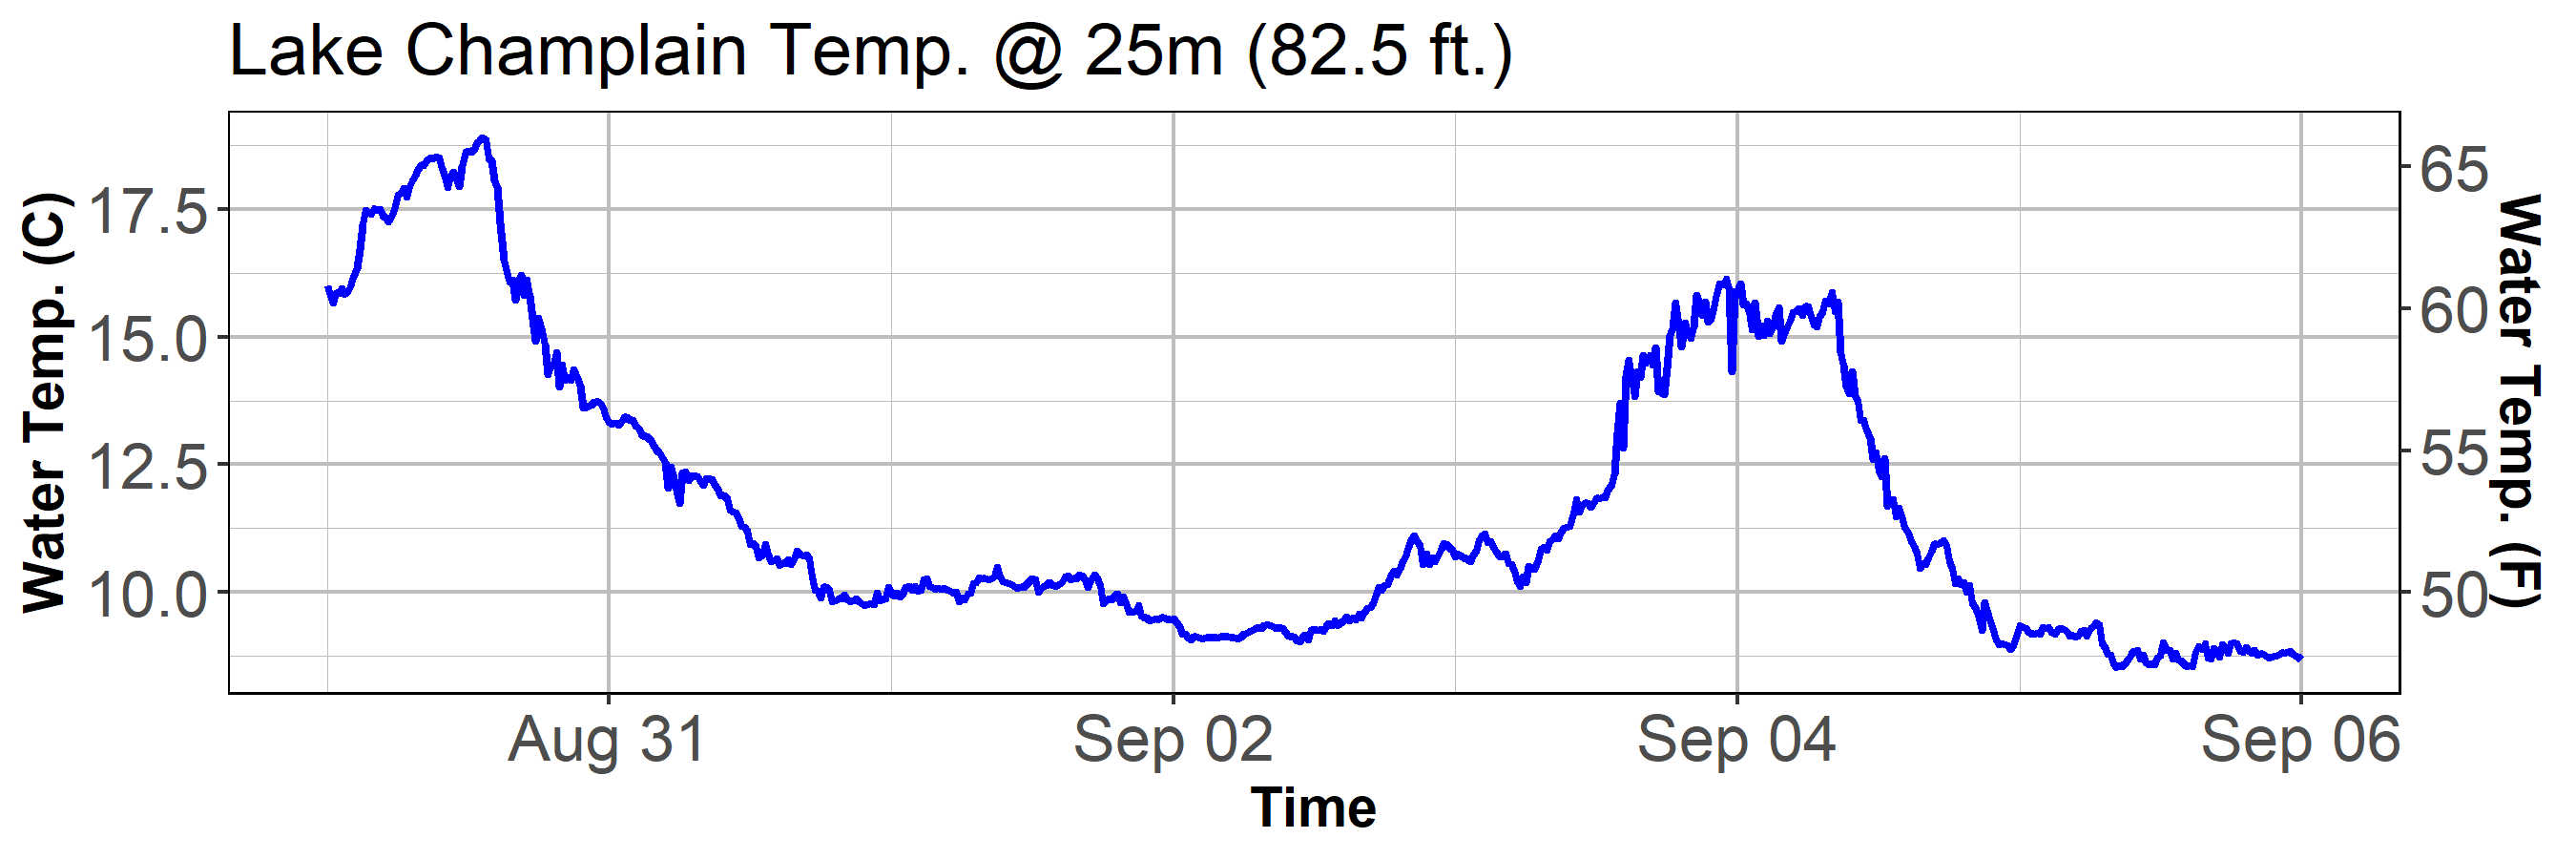 Lake Champlain Temp. @ 25m (82.5 ft.)
Water Temp. (C)
17.5
15.0
12.5
10.0
65
60
55
50
Water Temp. (F)
Aug 31
Sep 02
Sep 04
Sep 06
Time